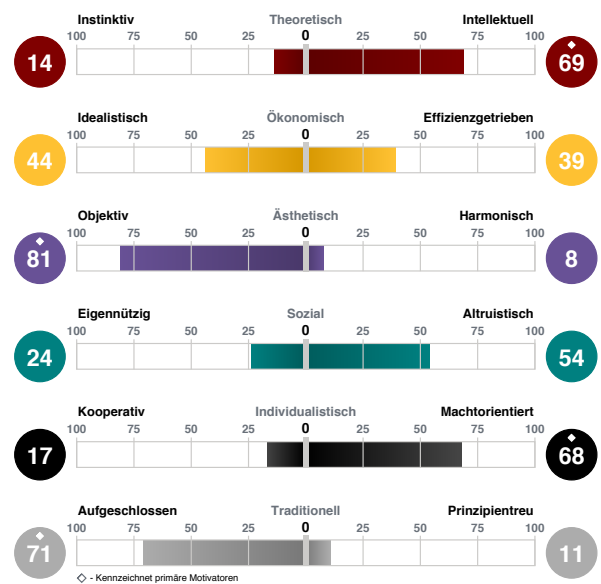 Instinktiv Theoretisch Intellektuell
100 75 50 25 0 25 50 75 100
14 69
Idealistisch Ökonomisch Effizienzgetrieben
100 75 50 25 0 25 50 75 100
44 39
Objektiv Ästhetisch Harmonisch
100 75 50 25 0 25 50 75 100
81 8
Eigennützig Sozial Altruistisch
100 75 50 25 0 25 50 75 100
24 54
Kooperativ Individualistisch Machtorientiert
100 75 50 25 0 25 50 75 100
17 68
Aufgeschlossen Traditionell Prinzipientreu
100 75 50 25 0 25 50 75 100
71 11
◇ - Kennzeichnet primäre Motivatoren